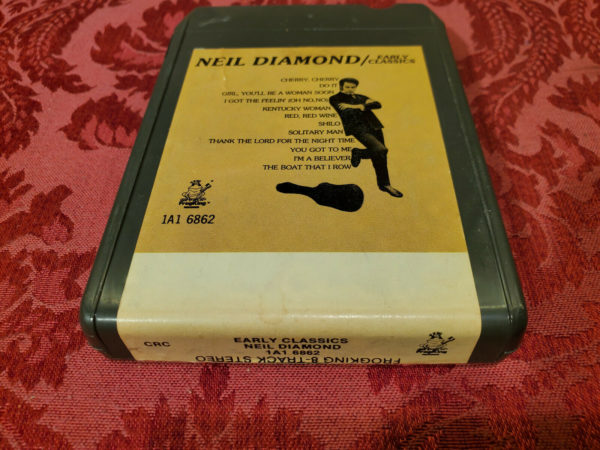 NEIL DIAMOND/EARLY CLASSICS
CHERRY, CHERRY
DO IT
GIRL, YOU'LL BE A WOMAN SOON
I GOT THE FEELIN' (OH NO, NO)
KENTUCKY WOMAN
RED, RED WINE
SHILO
SOLITARY MAN
THANK THE LORD FOR THE NIGHT TIME
YOU GOT TO ME
I'M A BELIEVER
THE BOAT THAT I ROW
FrogKing
1A1 6862
CRC
EARLY CLASSICS
NEIL DIAMOND
1A1 6862
FROGKING 8-TRACK STEREO